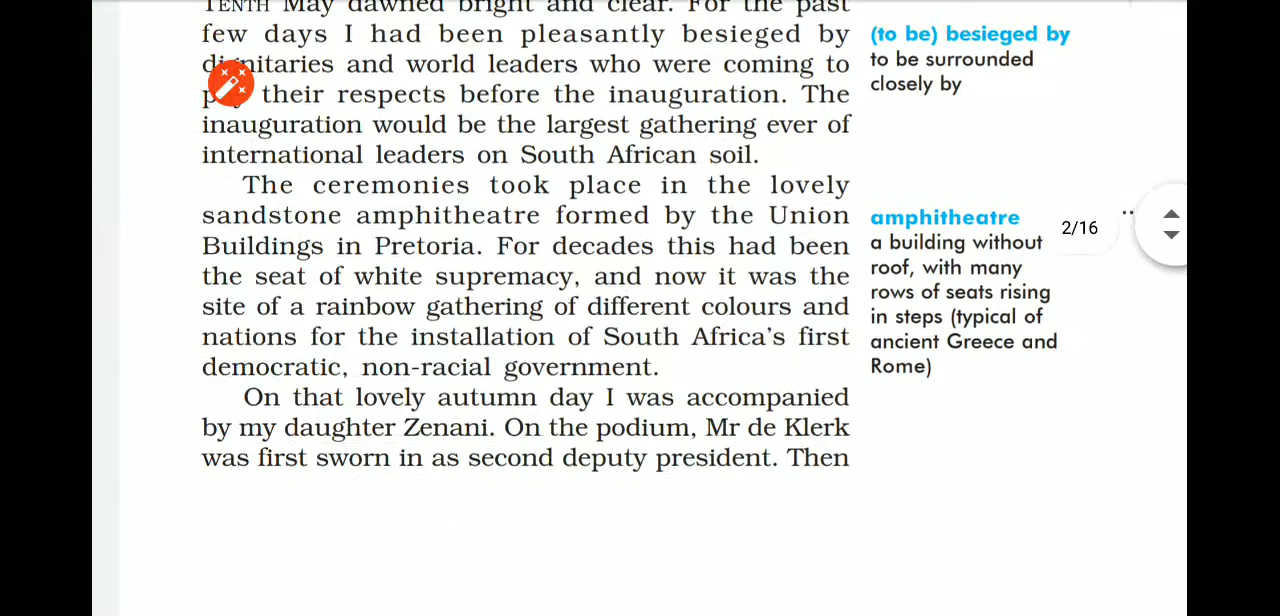 TENTH May dawned bright and clear. For the past
few days I had been pleasantly besieged by
dignitaries and world leaders who were coming to
their respects before the inauguration. The
inauguration would be the largest gathering ever of
international leaders on South African soil.
The ceremonies took place in the lovely
sandstone amphitheatre formed by the Union
Buildings in Pretoria. For decades this had been
the seat of white supremacy, and now it was the
site of a rainbow gathering of different colours and
nations for the installation of South Africa's first
democratic, non-racial government.
On that lovely autumn day I was accompanied
by my daughter Zenani. On the podium, Mr de Klerk
was first sworn in as second deputy president. Then
(to be) besieged by
to be surrounded
closely by
amphitheatre
a building without
roof, with many
rows of seats rising
in steps (typical of
ancient Greece and
Rome)
2/16